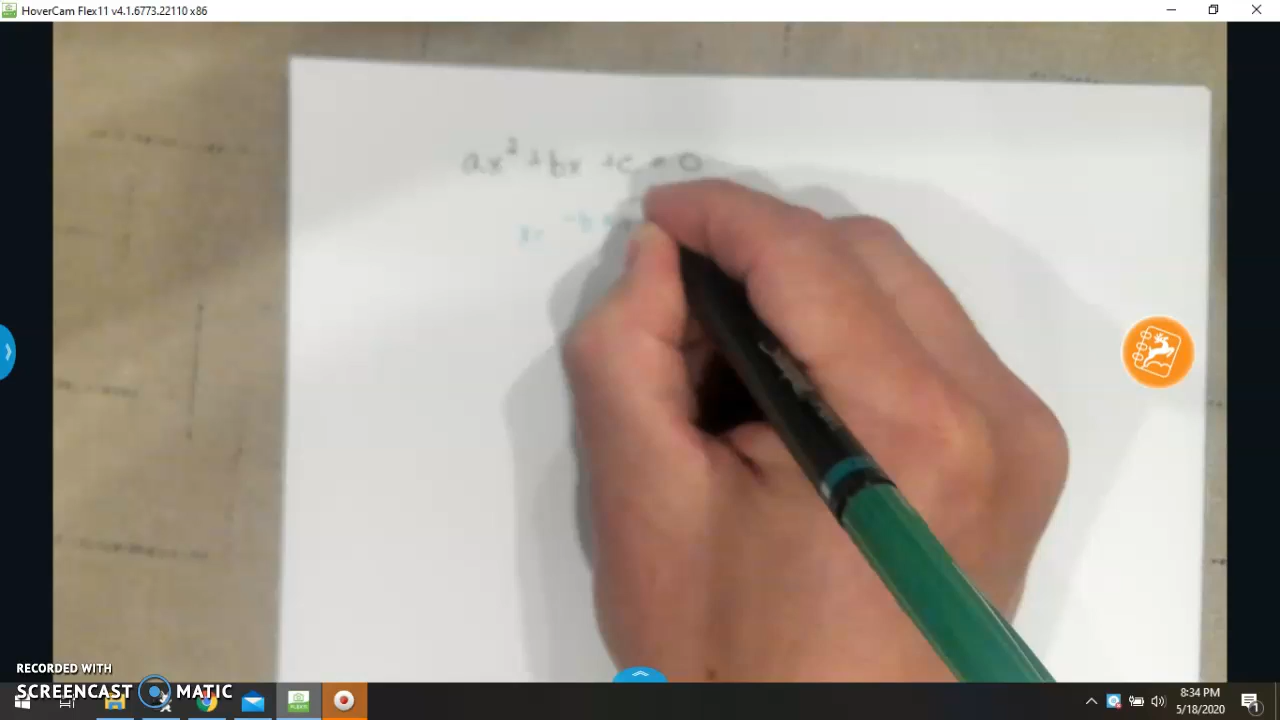 HoverCam Flex11 v4.1.6773.22110 x86
ax² + bx + c = 0
x = -b ±
RECORDED WITH
SCREENCAST MATIC
8:34 PM
5/18/2020